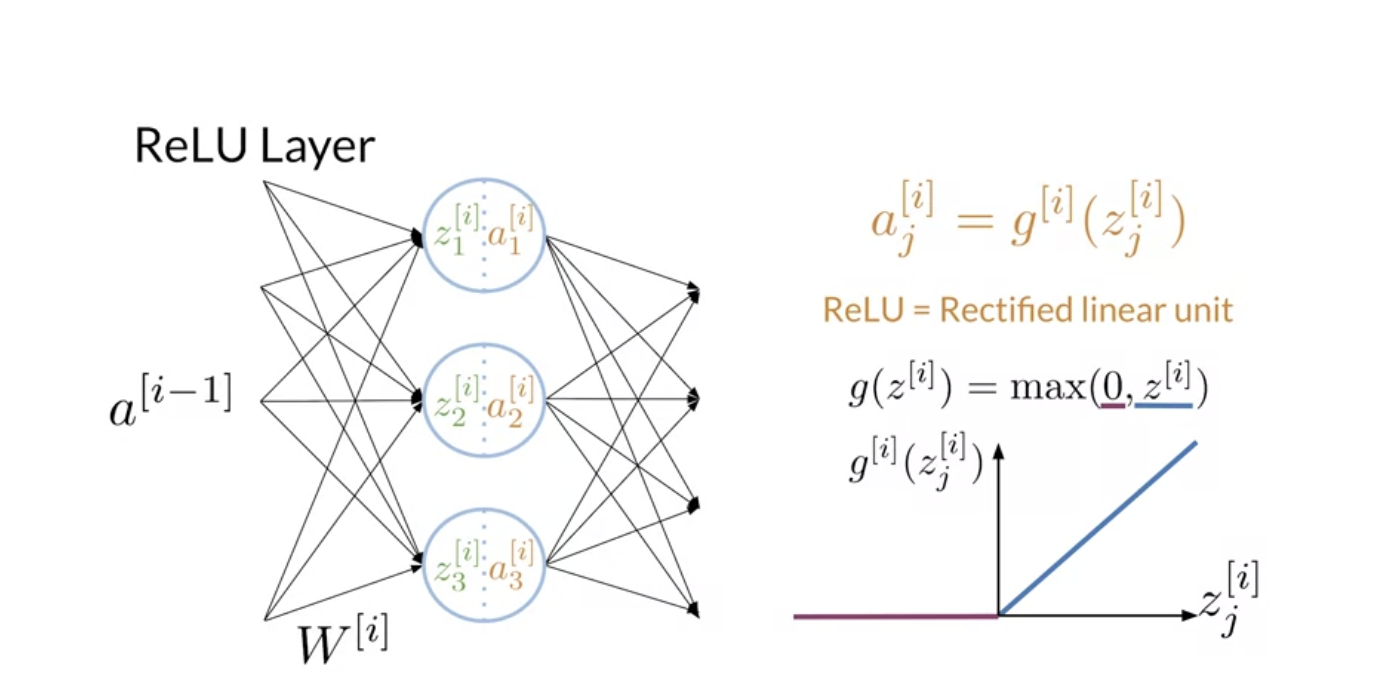 ReLU Layer
z_1^{[i]} a_1^{[i]}
a^{[i-1]}
z_2^{[i]} a_2^{[i]}
z_3^{[i]} a_3^{[i]}
W^{[i]}
a_j^{[i]} = g^{[i]}(z_j^{[i]})
ReLU = Rectified linear unit
g(z^{[i]}) = max(0, z^{[i]})
g^{[i]}(z_j^{[i]})
z_j^{[i]}